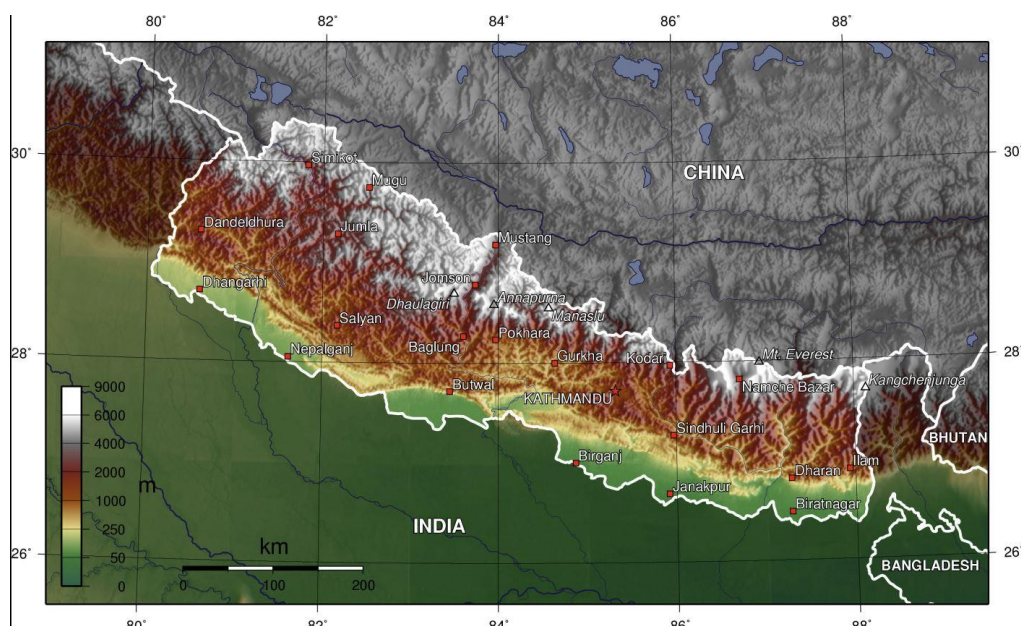 80°
82°
84°
86°
88°
30°
30°
CHINA
Simikot
Mugu
Dandeldhura
Jumla
Mustang
Dhangarhi
Jomson
Dhaulagiri
Annapurna
Manaslu
Salyan
Pokhara
Baglung
28°
28°
Nepalganj
Gurkha
Kodari
Mt. Everest
Butwal
KATHMANDU
Namche Bazar
Kangchenjunga
Sindhuli Garhi
BHUTAN
Birganj
Dharan
Ilam
Janakpur
Biratnagar
9000
6000
4000
2000
1000
250
50
0
m
INDIA
km
0
100
200
26°
26°
BANGLADESH
80°
82°
84°
86°
88°